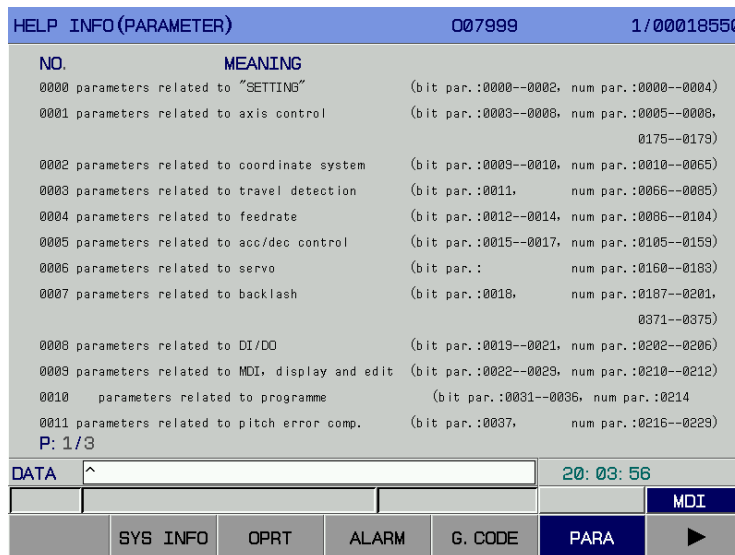 HELP INFO(PARAMETER) O07999 1/00018550
NO. MEANING
0000 parameters related to "SETTING" (bit par.:0000--0002, num par.:0000--0004)
0001 parameters related to axis control (bit par.:0003--0008, num par.:0005--0008,
0175--0179)
0002 parameters related to coordinate system (bit par.:0009--0010, num par.:0010--0065)
0003 parameters related to travel detection (bit par.:0011, num par.:0066--0085)
0004 parameters related to feedrate (bit par.:0012--0014, num par.:0086--0104)
0005 parameters related to acc/dec control (bit par.:0015--0017, num par.:0105--0159)
0006 parameters related to servo (bit par.: num par.:0160--0183)
0007 parameters related to backlash (bit par.:0018, num par.:0187--0201,
0371--0375)
0008 parameters related to DI/DO (bit par.:0019--0021, num par.:0202--0206)
0009 parameters related to MDI, display and edit (bit par.:0022--0029, num par.:0210--0212)
0010 parameters related to programme (bit par.:0031--0036, num par.:0214
0011 parameters related to pitch error comp. (bit par.:0037, num par.:0216--0229)
P: 1/3
DATA ^ 20:03:56
MDI
SYS INFO OPRT ALARM G. CODE PARA